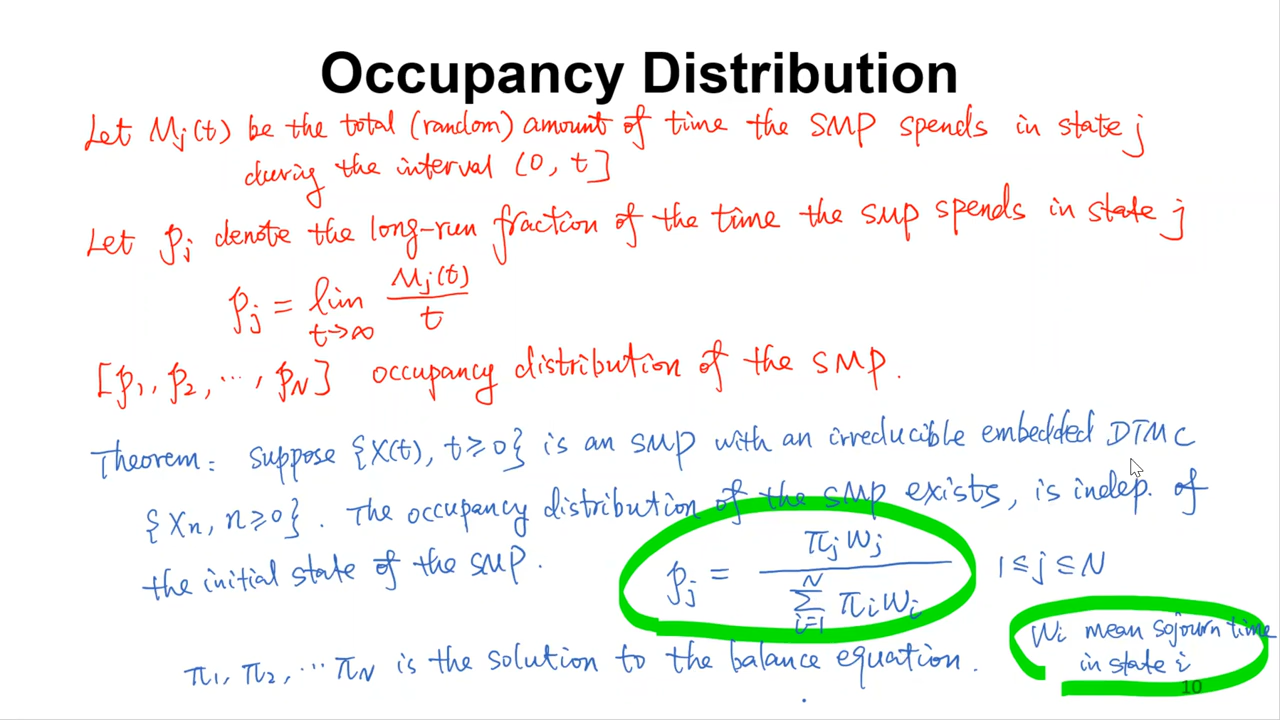 Occupancy Distribution
Let Mj(t) be the total (random) amount of time the SMP spends in state j
during the interval (0, t]
Let pj denote the long-run fraction of the time the SMP spends in state j
pj = lim t→∞ Mj(t)/t
[p1, p2, ..., pN] occupancy distribution of the SMP.
Theorem: Suppose {X(t), t≥0} is an SMP with an irreducible embedded DTMC
{Xn, n≥0}. The occupancy distribution of the SMP exists, is indep. of
the initial state of the SMP.
pj = πjwj / ∑ i=1 N πiwi 1≤j≤N
Wi mean sojourn time
in state i
π1, π2, ... πN is the solution to the balance equation.
10